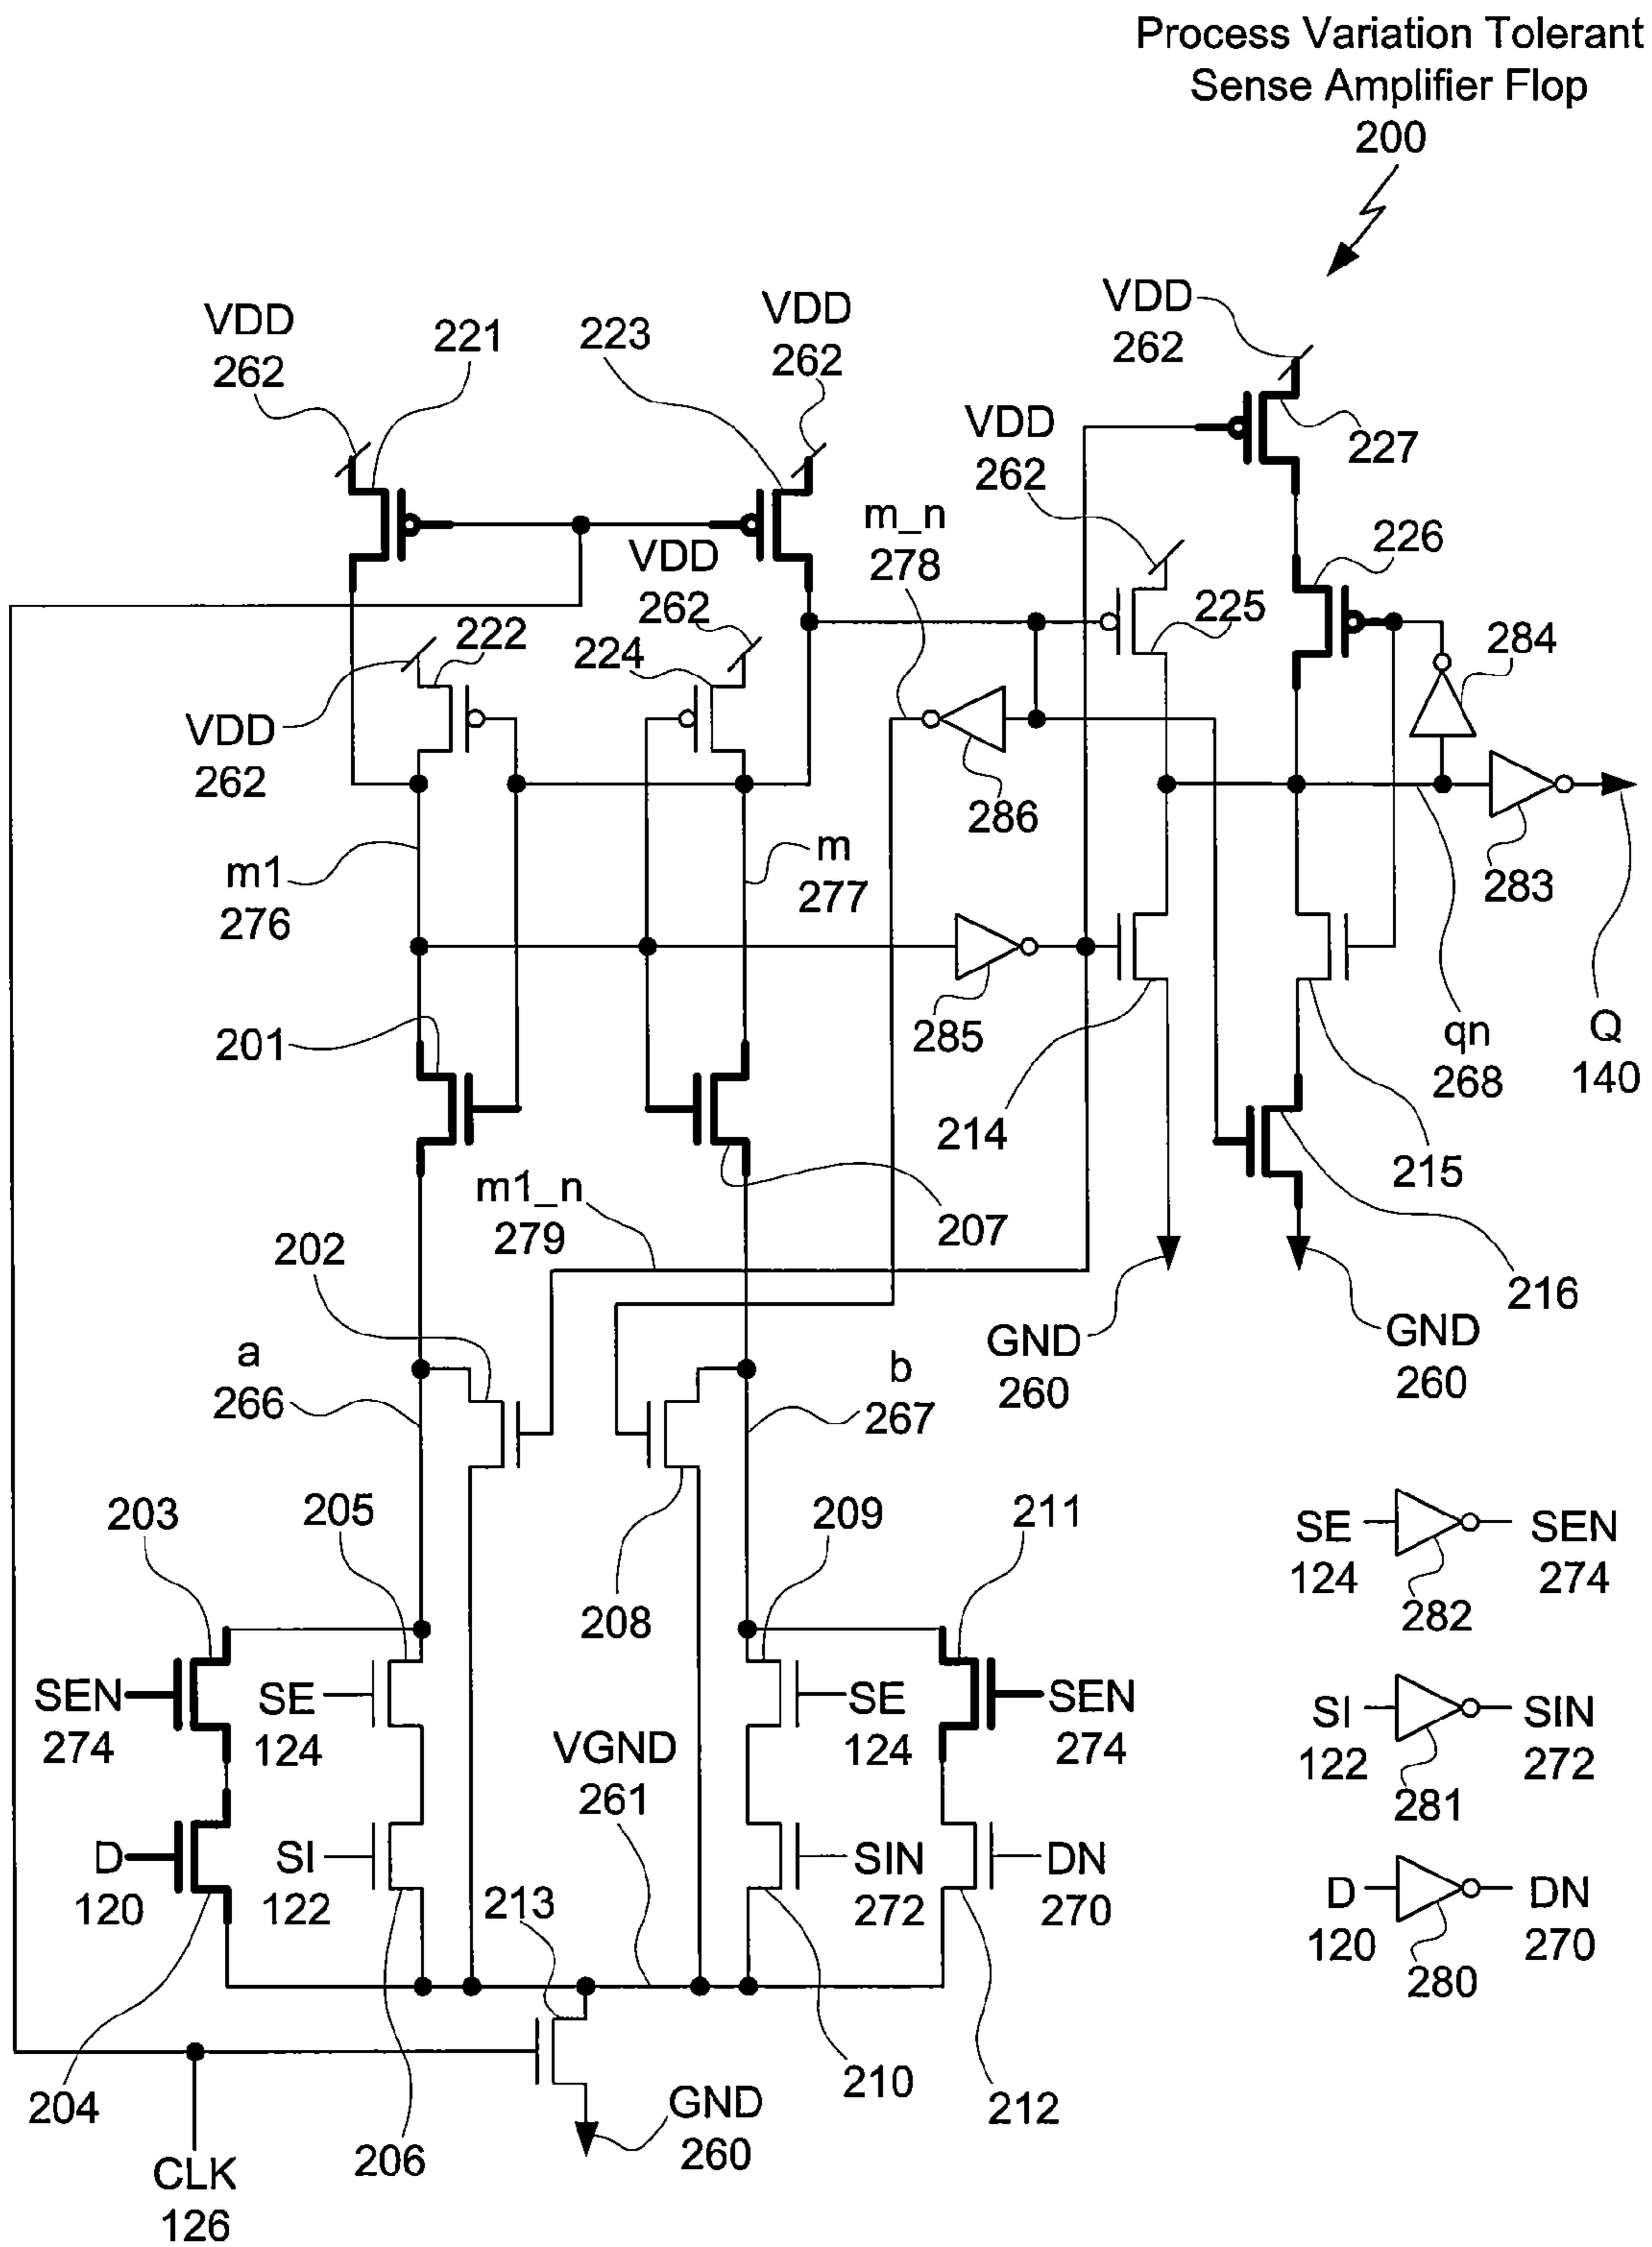 Process Variation Tolerant
Sense Amplifier Flop
200
VDD
262
221
223
VDD
262
VDD
262
227
VDD
262
m_n
278
VDD
262
226
222
224
225
284
VDD
262
286
m1
276
m
277
283
201
285
214
qn
268
Q
140
215
m1_n
279
207
202
216
GND
260
GND
260
a
266
b
267
203
205
208
209
211
SE
124
SEN
274
282
SEN
274
SE
124
SE
124
SEN
274
VGND
261
SI
122
SIN
272
281
D
120
SI
122
213
SIN
272
DN
270
D
120
DN
270
280
204
206
GND
260
210
212
CLK
126